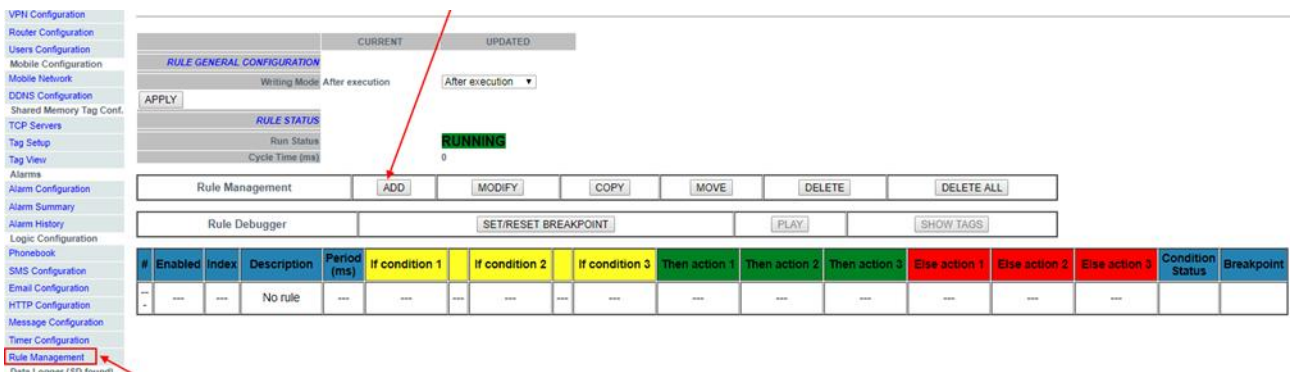 VPN Configuration
Router Configuration
Users Configuration
Mobile Configuration
Mobile Network
DDNS Configuration
Shared Memory Tag Conf.
TCP Servers
Tag Setup
Tag View
Alarms
Alarm Configuration
Alarm Summary
Alarm History
Logic Configuration
Phonebook
SMS Configuration
Email Configuration
HTTP Configuration
Message Configuration
Timer Configuration
Rule Management
Data Logger (SD found)
CURRENT UPDATED
RULE GENERAL CONFIGURATION
Writing Mode After execution After execution
APPLY
RULE STATUS
Run Status RUNNING
Cycle Time (ms) 0
Rule Management ADD MODIFY COPY MOVE DELETE DELETE ALL
Rule Debugger SET/RESET BREAKPOINT PLAY SHOW TAGS
# Enabled Index Description Period (ms) If condition 1 If condition 2 If condition 3 Then action 1 Then action 2 Then action 3 Else action 1 Else action 2 Else action 3 Condition Status Breakpoint
--- --- --- No rule --- --- --- --- --- --- --- --- --- --- --- ---